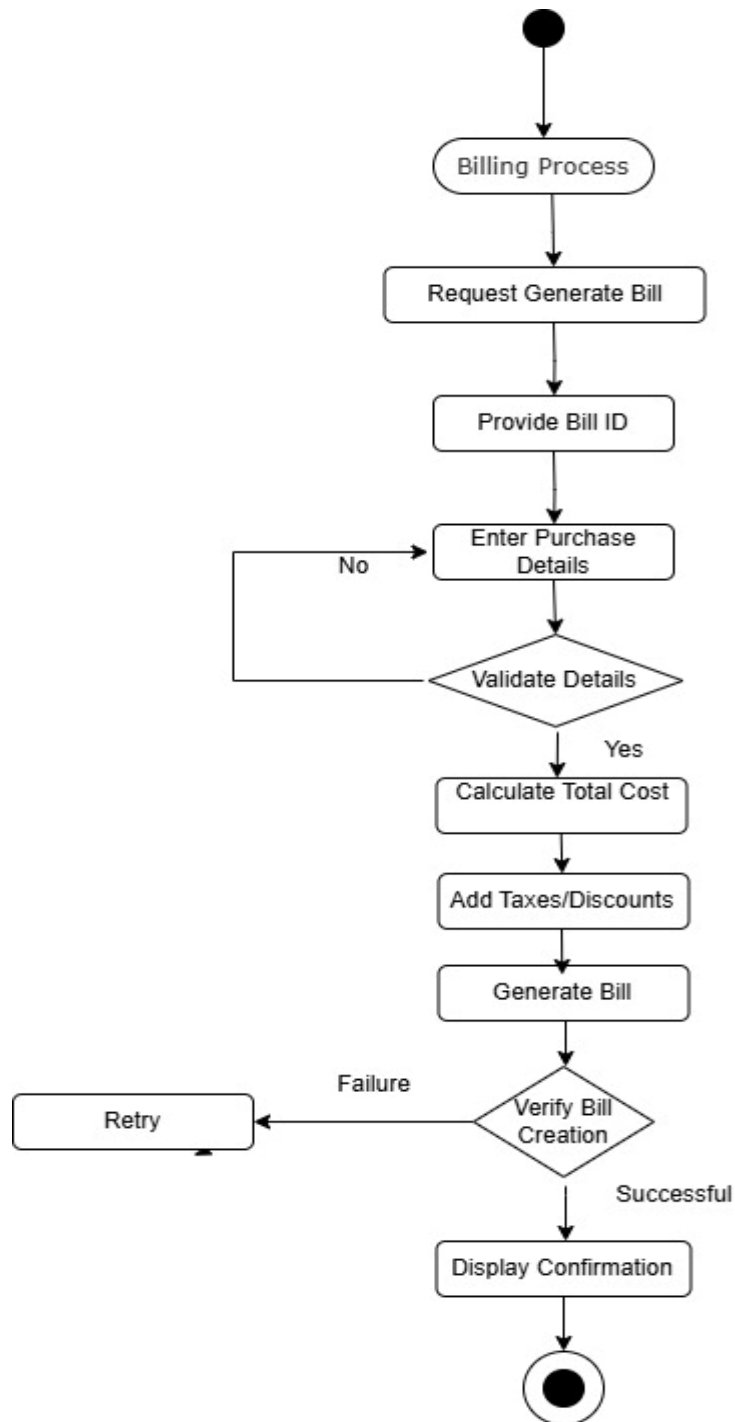 Billing Process
Request Generate Bill
Provide Bill ID
Enter Purchase
Details
No
Validate Details
Yes
Calculate Total Cost
Add Taxes/Discounts
Generate Bill
Failure
Retry
Verify Bill
Creation
Successful
Display Confirmation